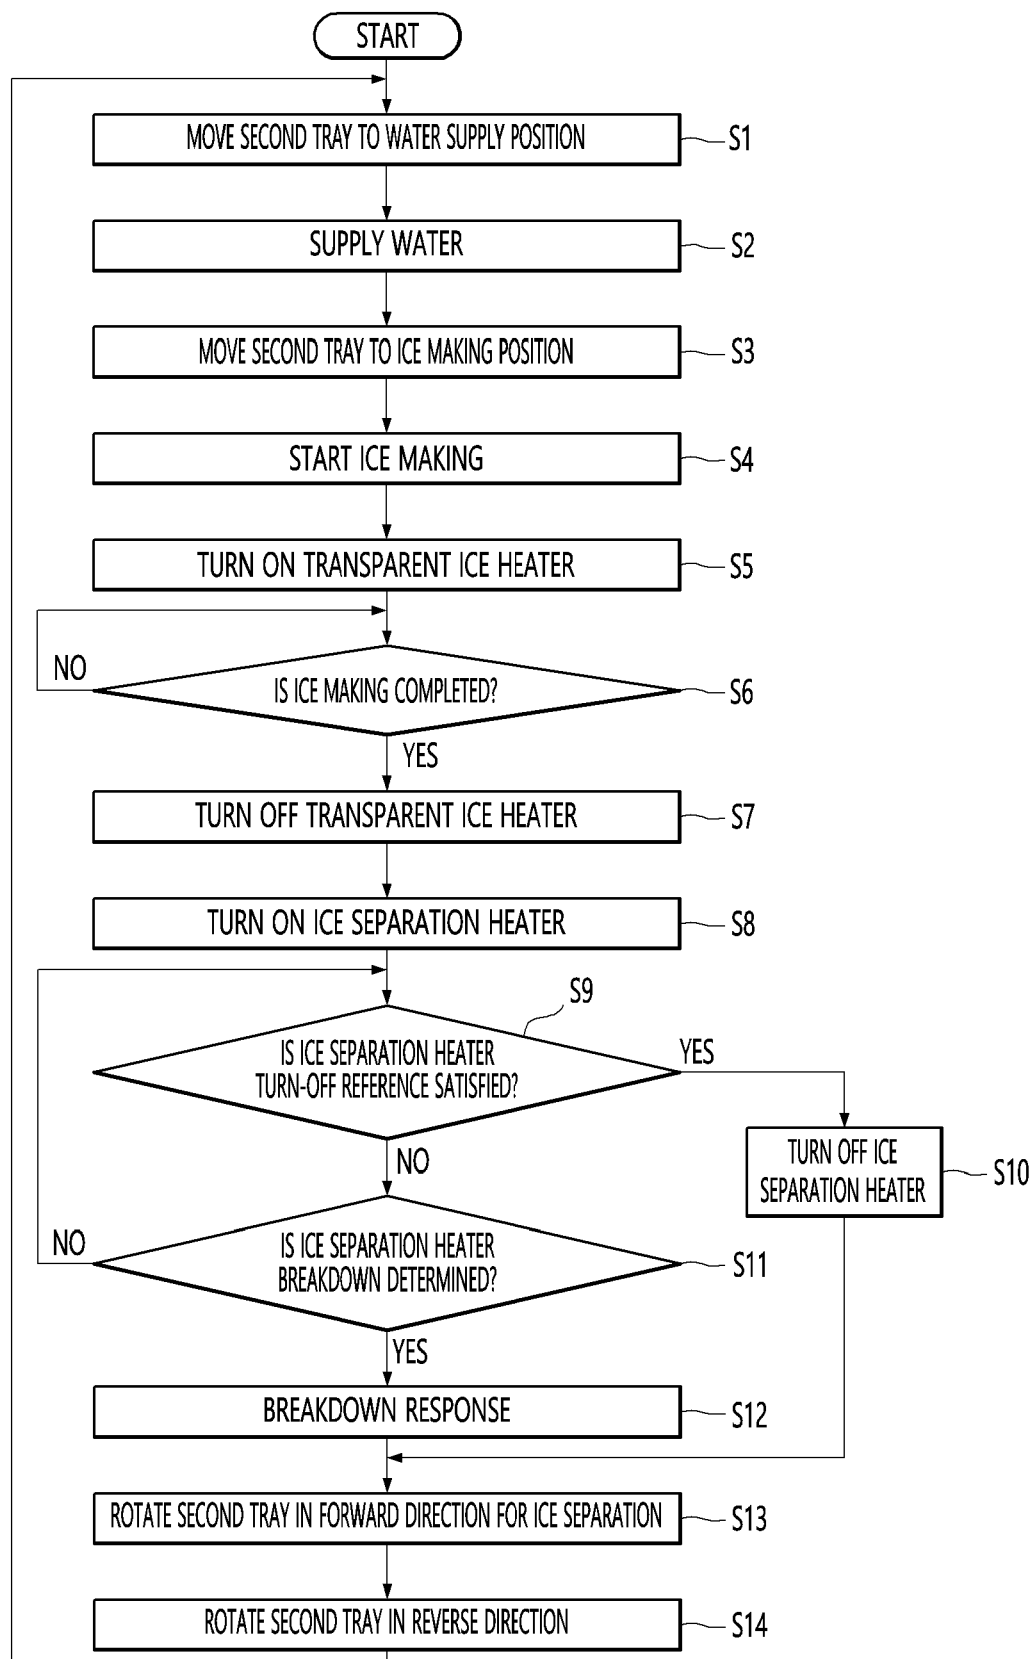 START
MOVE SECOND TRAY TO WATER SUPPLY POSITION
S1
SUPPLY WATER
S2
MOVE SECOND TRAY TO ICE MAKING POSITION
S3
START ICE MAKING
S4
TURN ON TRANSPARENT ICE HEATER
S5
NO
IS ICE MAKING COMPLETED?
S6
YES
TURN OFF TRANSPARENT ICE HEATER
S7
TURN ON ICE SEPARATION HEATER
S8
S9
IS ICE SEPARATION HEATER
TURN-OFF REFERENCE SATISFIED?
YES
NO
TURN OFF ICE
SEPARATION HEATER
S10
NO
IS ICE SEPARATION HEATER
BREAKDOWN DETERMINED?
S11
YES
BREAKDOWN RESPONSE
S12
ROTATE SECOND TRAY IN FORWARD DIRECTION FOR ICE SEPARATION
S13
ROTATE SECOND TRAY IN REVERSE DIRECTION
S14